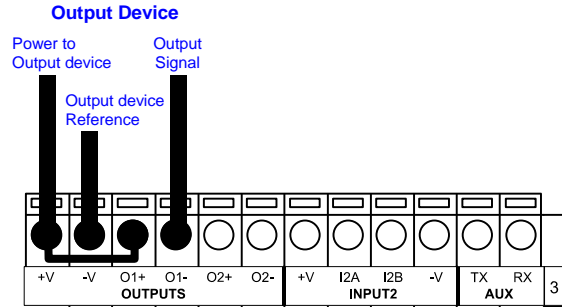 Output Device
Power to
Output device
Output
Signal
Output device
Reference
+V -V O1+ O1- O2+ O2- +V I2A I2B -V TX RX
OUTPUTS INPUT2 AUX 3